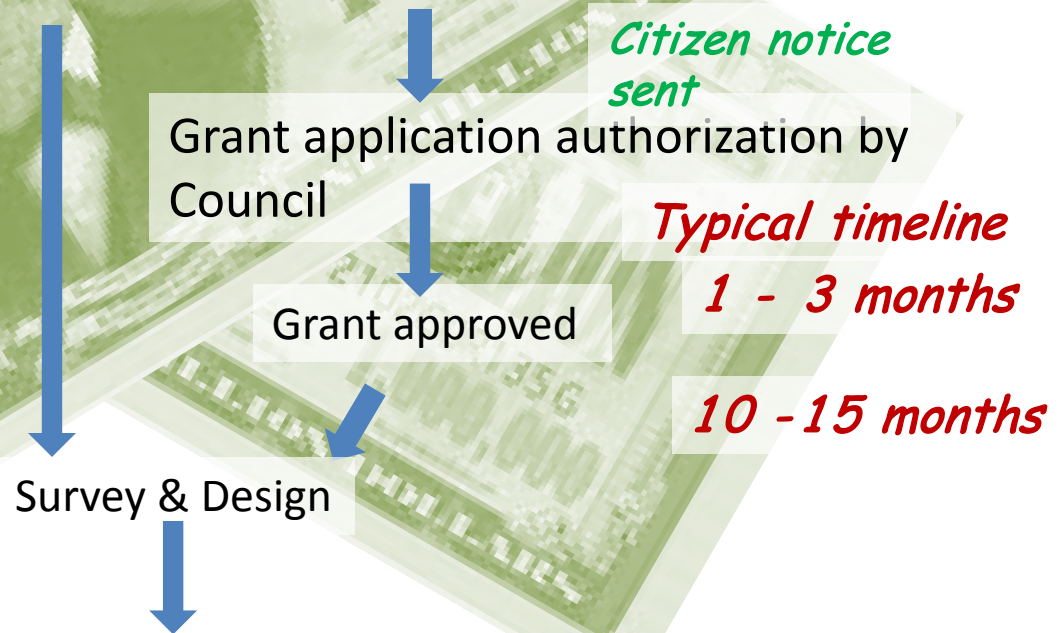 Citizen notice
sent
Grant application authorization by
Council
Typical timeline
1 - 3 months
Grant approved
10 -15 months
Survey & Design